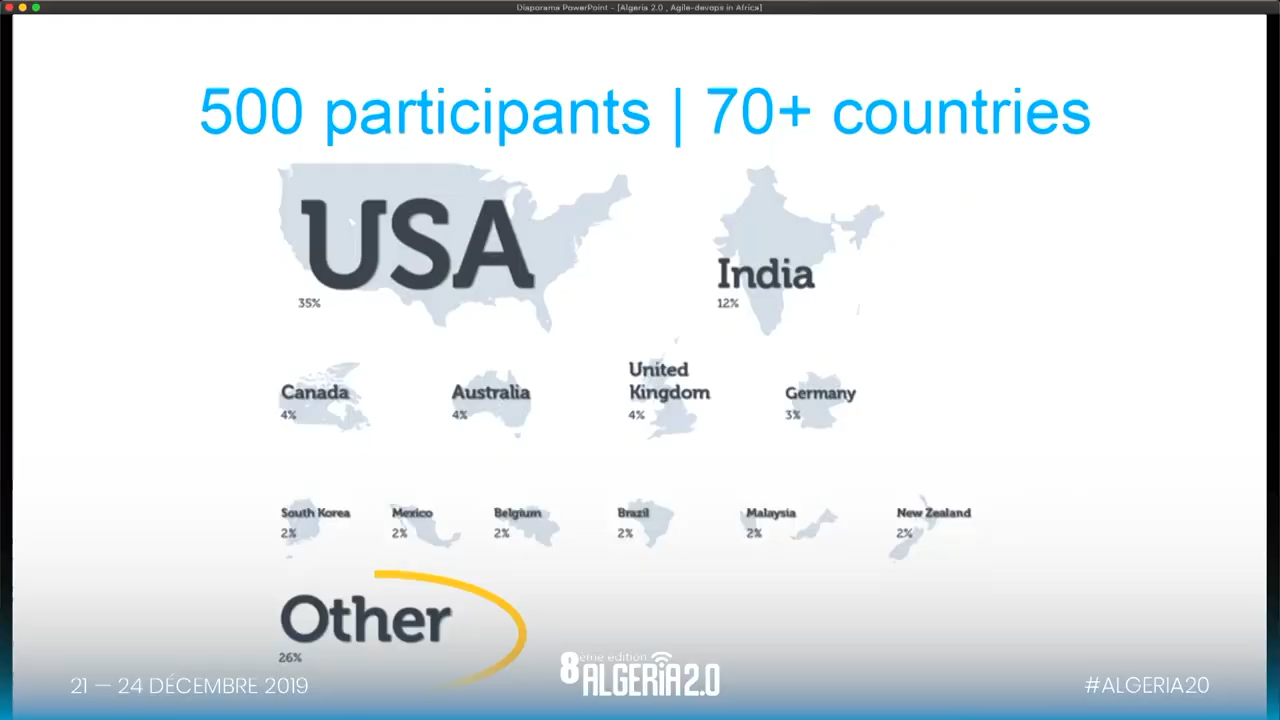 Diaporama PowerPoint - [Algeria 2.0 , Agile-devops in Africa]
500 participants | 70+ countries
USA
35%
India
12%
Canada
4%
Australia
4%
United
Kingdom
4%
Germany
3%
South Korea
2%
Mexico
2%
Belgium
2%
Brazil
2%
Malaysia
2%
New Zealand
2%
Other
26%
21 — 24 DÉCEMBRE 2019
8ème édition
ALGERiA2.0
#ALGERIA20